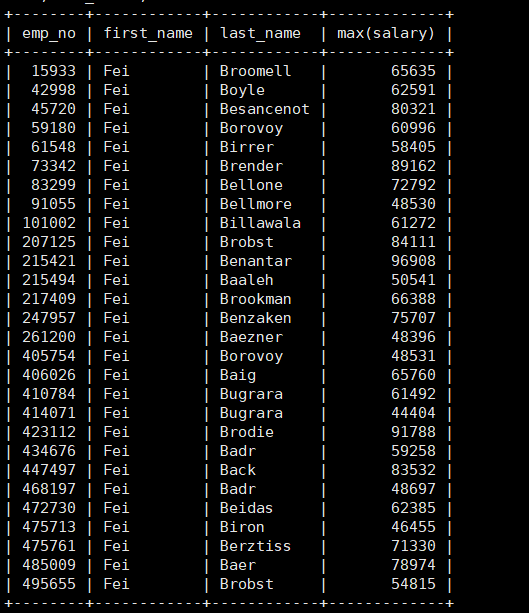 +--------+------------+------------+-------------+
| emp_no | first_name | last_name  | max(salary) |
+--------+------------+------------+-------------+
|  15933 | Fei        | Broomell   |       65635 |
|  42998 | Fei        | Boyle      |       62591 |
|  45720 | Fei        | Besancenot |       80321 |
|  59180 | Fei        | Borovoy    |       60996 |
|  61548 | Fei        | Birrer     |       58405 |
|  73342 | Fei        | Brender    |       89162 |
|  83299 | Fei        | Bellone    |       72792 |
|  91055 | Fei        | Bellmore   |       48530 |
| 101002 | Fei        | Billawala  |       61272 |
| 207125 | Fei        | Brobst     |       84111 |
| 215421 | Fei        | Benantar   |       96908 |
| 215494 | Fei        | Baaleh     |       50541 |
| 217409 | Fei        | Brookman   |       66388 |
| 247957 | Fei        | Benzaken   |       75707 |
| 261200 | Fei        | Baezner    |       48396 |
| 405754 | Fei        | Borovoy    |       48531 |
| 406026 | Fei        | Baig       |       65760 |
| 410784 | Fei        | Bugrara    |       61492 |
| 414071 | Fei        | Bugrara    |       44404 |
| 423112 | Fei        | Brodie     |       91788 |
| 434676 | Fei        | Badr       |       59258 |
| 447497 | Fei        | Back       |       83532 |
| 468197 | Fei        | Badr       |       48697 |
| 472730 | Fei        | Beidas     |       62385 |
| 475713 | Fei        | Biron      |       46455 |
| 475761 | Fei        | Berztiss   |       71330 |
| 485009 | Fei        | Baer       |       78974 |
| 495655 | Fei        | Brobst     |       54815 |
+--------+------------+------------+-------------+